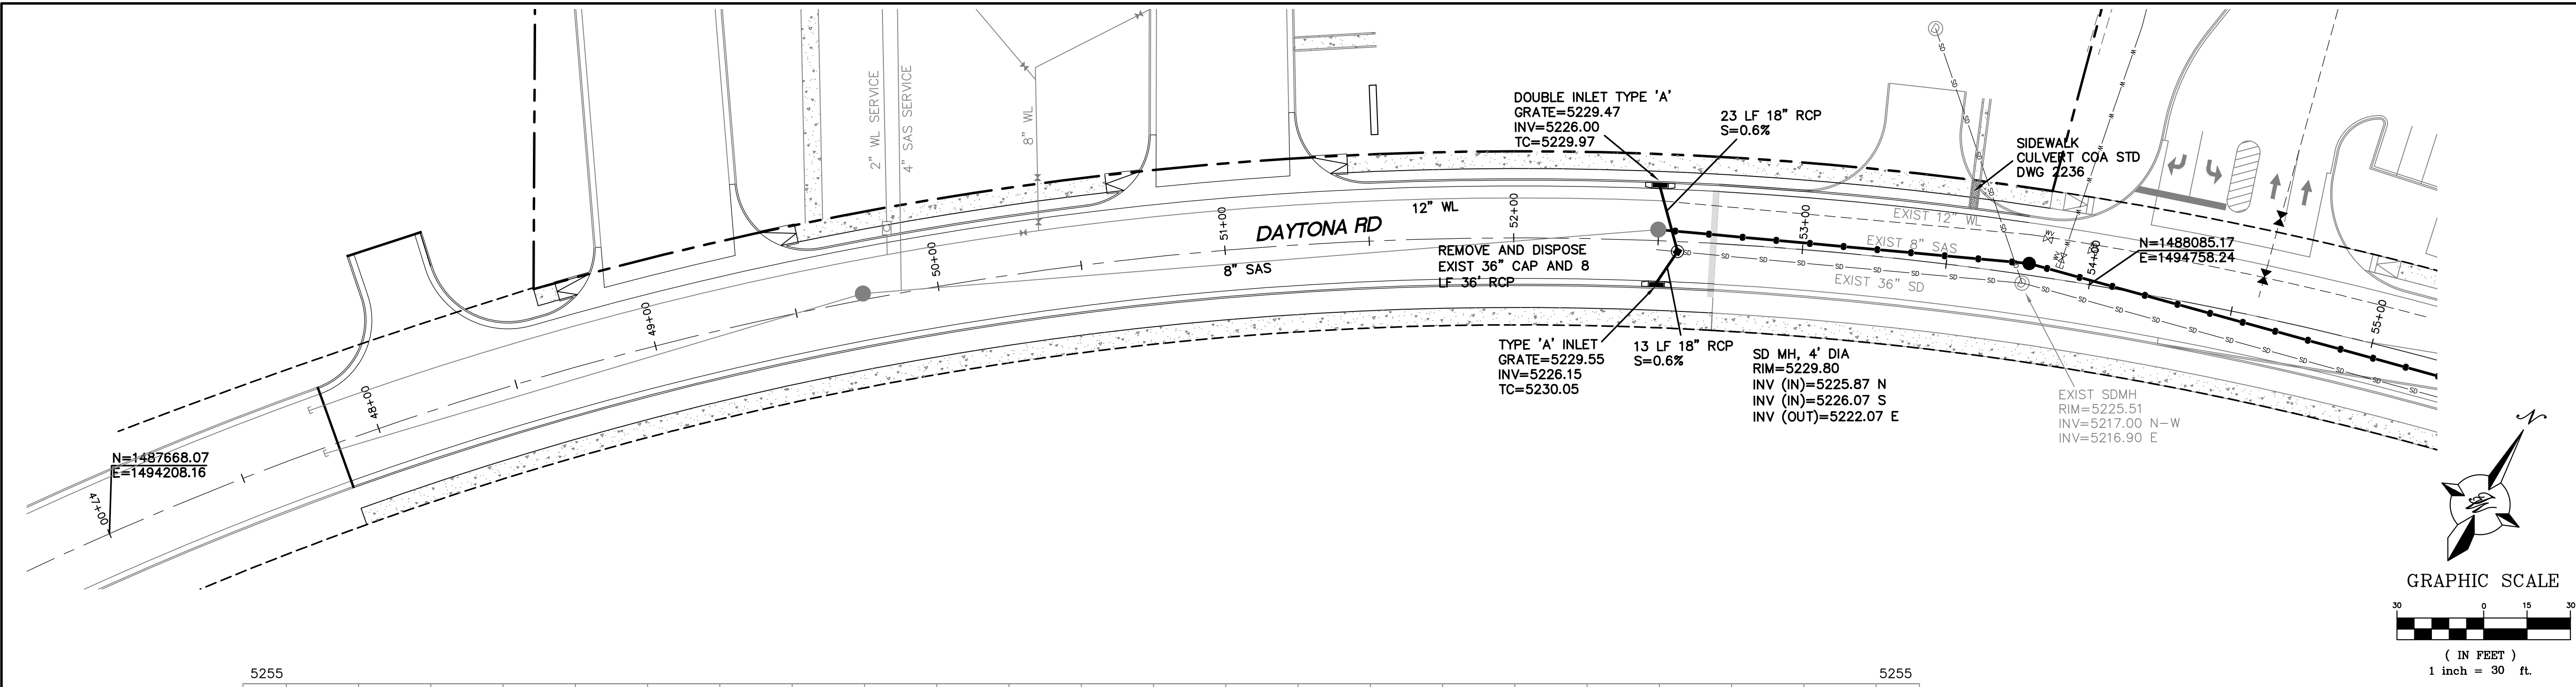 DOUBLE INLET TYPE 'A'
GRATE=5229.47
INV=5226.00
TC=5229.97
23 LF 18" RCP
S=0.6%
SIDEWALK
CULVERT COA STD
DWG 2236
2" WL SERVICE
4" SAS SERVICE
8" WL
12" WL
DAYTONA RD
8" SAS
REMOVE AND DISPOSE
EXIST 36" CAP AND 8
LF 36' RCP
EXIST 12" WL
EXIST 8" SAS
EXIST 36" SD
N=1488085.17
E=1494758.24
47+00
48+00
49+00
50+00
51+00
52+00
53+00
54+00
55+00
N=1487668.07
E=1494208.16
TYPE 'A' INLET
GRATE=5229.55
INV=5226.15
TC=5230.05
13 LF 18" RCP
S=0.6%
SD MH, 4' DIA
RIM=5229.80
INV (IN)=5225.87 N
INV (IN)=5226.07 S
INV (OUT)=5222.07 E
EXIST SDMH
RIM=5225.51
INV=5217.00 N-W
INV=5216.90 E
N
GRAPHIC SCALE
30 0 15 30
( IN FEET )
1 inch = 30 ft.
5255 5255